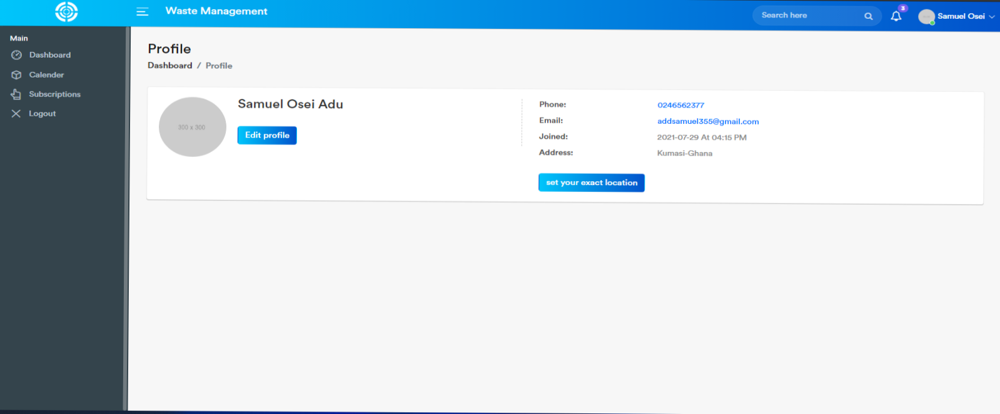 Waste Management
Search here
3
Samuel Osei
Main
Dashboard
Calender
Subscriptions
Logout
Profile
Dashboard / Profile
300 x 300
Samuel Osei Adu
Edit profile
Phone: 0246562377
Email: addsamuel355@gmail.com
Joined: 2021-07-29 At 04:15 PM
Address: Kumasi-Ghana
set your exact location